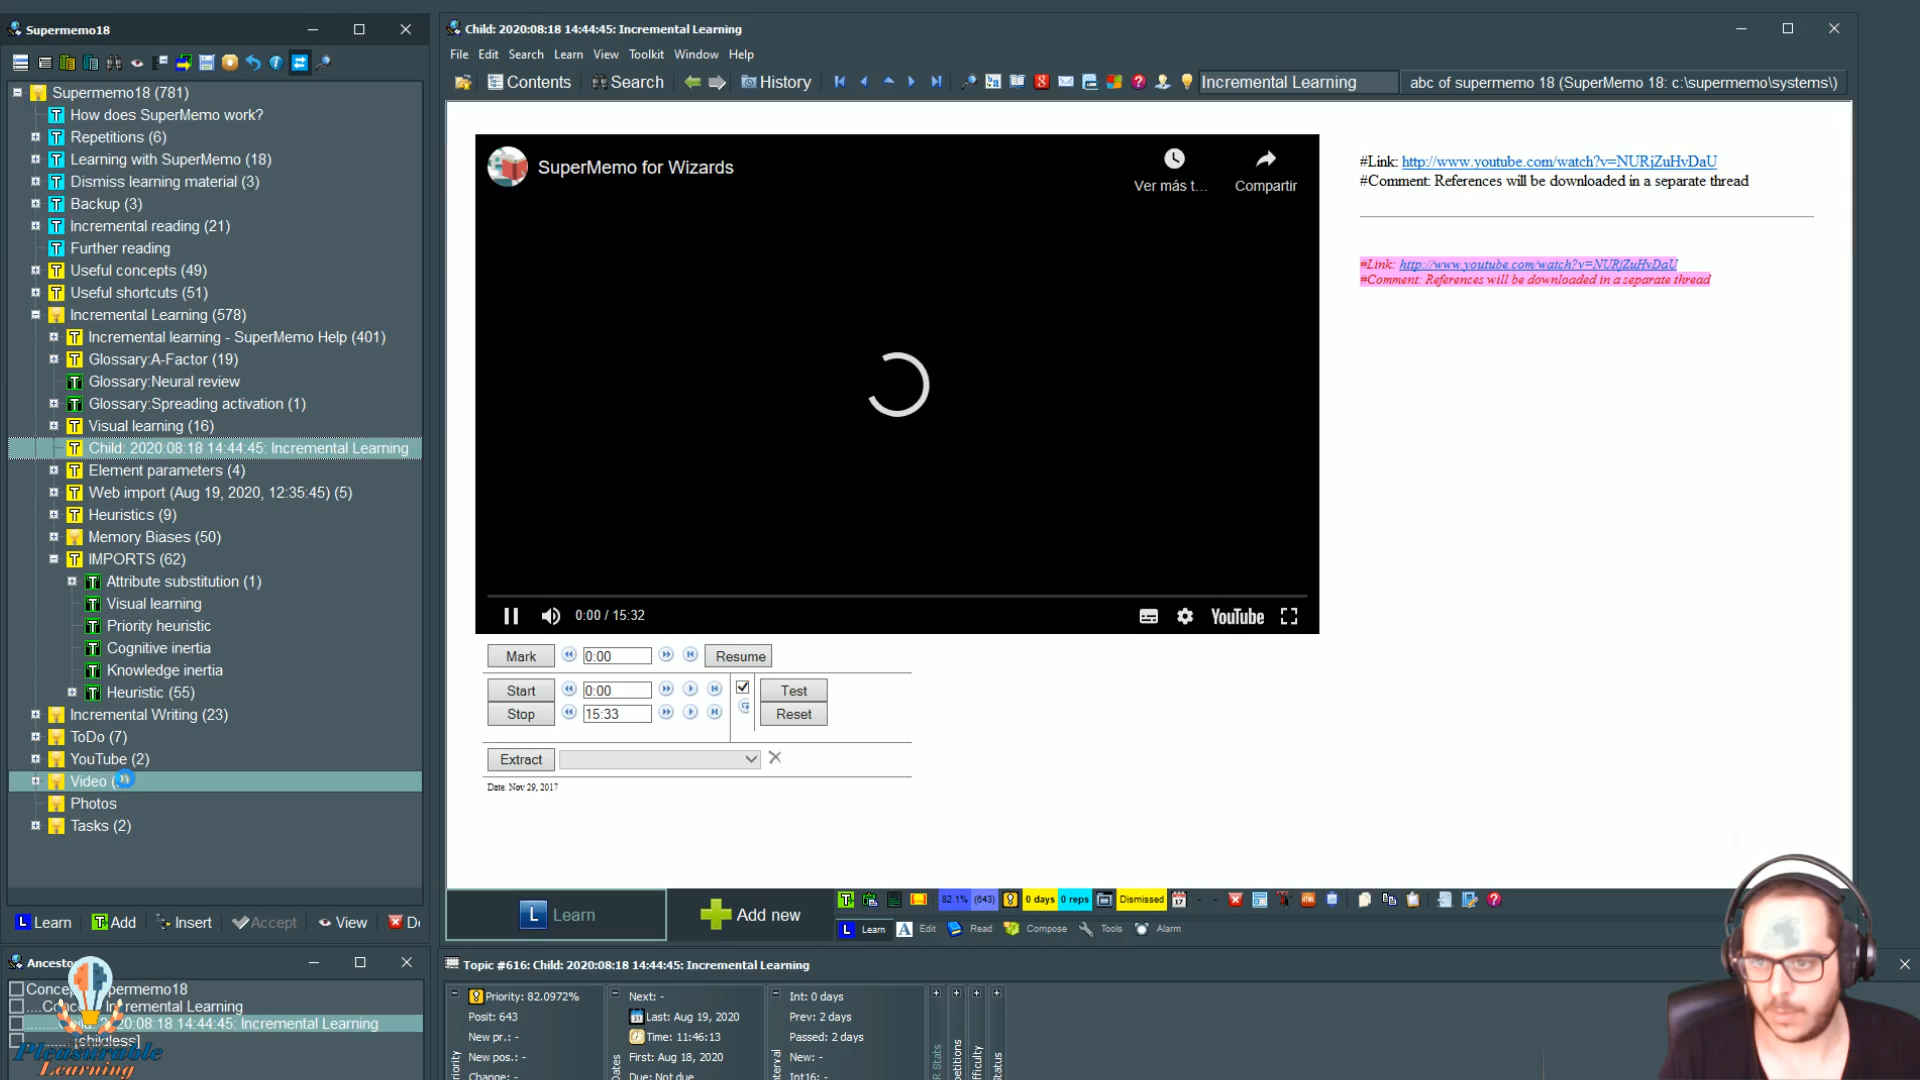 Supermemo18
Supermemo18 (781)
How does SuperMemo work?
Repetitions (6)
Learning with SuperMemo (18)
Dismiss learning material (3)
Backup (3)
Incremental reading (21)
Further reading
Useful concepts (49)
Useful shortcuts (51)
Incremental Learning (578)
Incremental learning - SuperMemo Help (401)
Glossary:A-Factor (19)
Glossary:Neural review
Glossary:Spreading activation (1)
Visual learning (16)
Child: 2020:08:18 14:44:45: Incremental Learning
Element parameters (4)
Web import (Aug 19, 2020, 12:35:45) (5)
Heuristics (9)
Memory Biases (50)
IMPORTS (62)
Attribute substitution (1)
Visual learning
Priority heuristic
Cognitive inertia
Knowledge inertia
Heuristic (55)
Incremental Writing (23)
ToDo (7)
YouTube (2)
Video
Photos
Tasks (2)
Learn Add Insert Accept View
Concep
Incremental Learning
2020:08:18 14:44:45: Incremental Learning
childless]
Pleasurable
Learning
Child: 2020:08:18 14:44:45: Incremental Learning
File Edit Search Learn View Toolkit Window Help
Contents Search History Incremental Learning abc of supermemo 18 (SuperMemo 18: c:\supermemo\systems\)
SuperMemo for Wizards
Ver más t... Compartir
0:00 / 15:32 YouTube
#Link: http://www.youtube.com/watch?v=NURjZuHvDaU
#Comment: References will be downloaded in a separate thread
#Link: http://www.youtube.com/watch?v=NURjZuHvDaU
#Comment: References will be downloaded in a separate thread
Mark 0:00 Resume
Start 0:00 Test
Stop 15:33 Reset
Extract
Date: Nov 29, 2017
L Learn Add new
82.1% (643) 0 days 0 reps Dismissed
Learn Edit Read Compose Tools Alarm
Topic #616: Child: 2020:08:18 14:44:45: Incremental Learning
Priority: 82.0972% Next: - Int: 0 days
Posit: 643 Last: Aug 19, 2020 Prev: 2 days
New pr.: - Time: 11:46:13 Passed: 2 days
New pos.: - First: Aug 18, 2020 New: -
Change: - Due: Not due Int16: -
Dates
Status